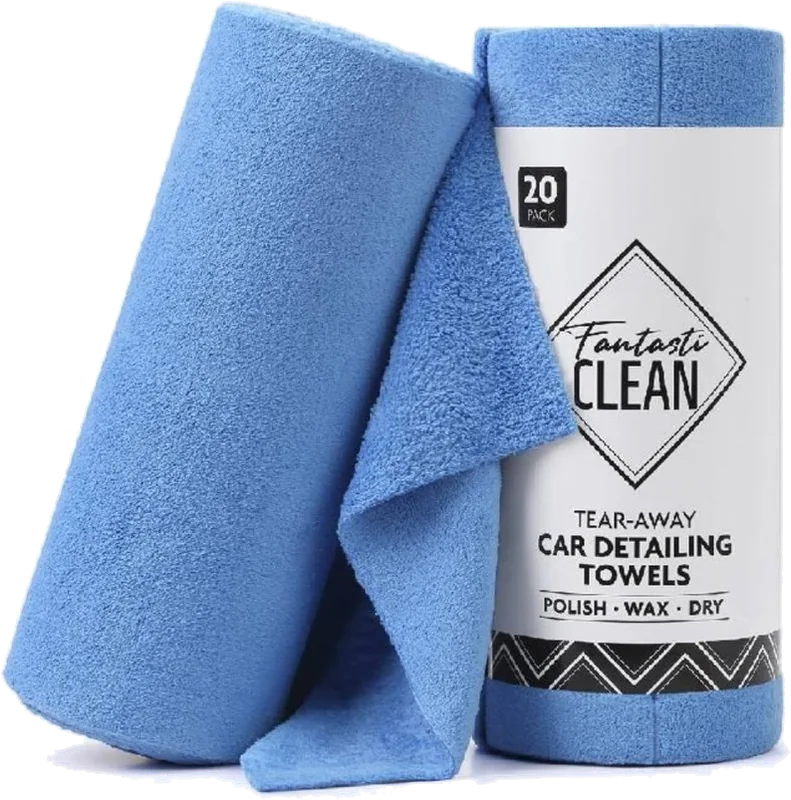 20
PACK
Fantasti
CLEAN
TEAR-AWAY
CAR DETAILING
TOWELS
POLISH · WAX · DRY